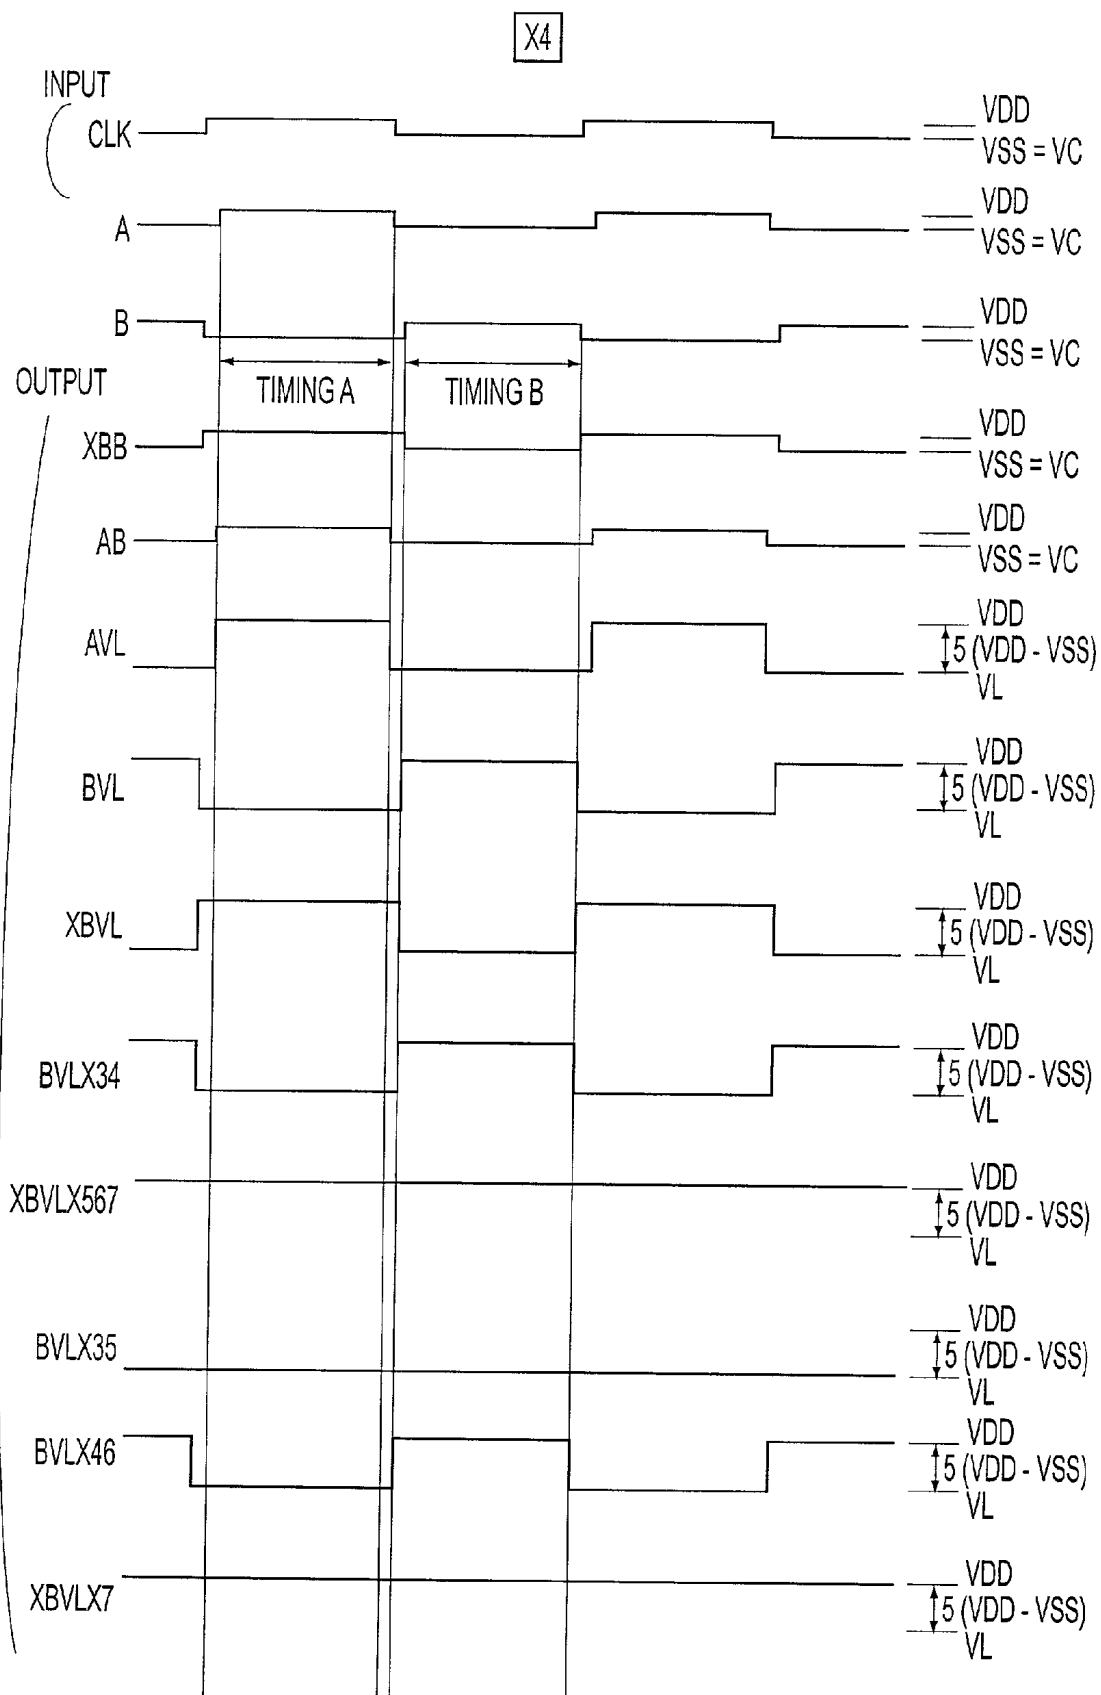 X4
INPUT
CLK
VDD
VSS = VC
A
VDD
VSS = VC
B
VDD
VSS = VC
TIMING A
TIMING B
OUTPUT
XBB
VDD
VSS = VC
AB
VDD
VSS = VC
AVL
VDD
5 (VDD - VSS)
VL
BVL
VDD
5 (VDD - VSS)
VL
XBVL
VDD
5 (VDD - VSS)
VL
BVLX34
VDD
5 (VDD - VSS)
VL
XBVLX567
VDD
5 (VDD - VSS)
VL
BVLX35
VDD
5 (VDD - VSS)
VL
BVLX46
VDD
5 (VDD - VSS)
VL
XBVLX7
VDD
5 (VDD - VSS)
VL